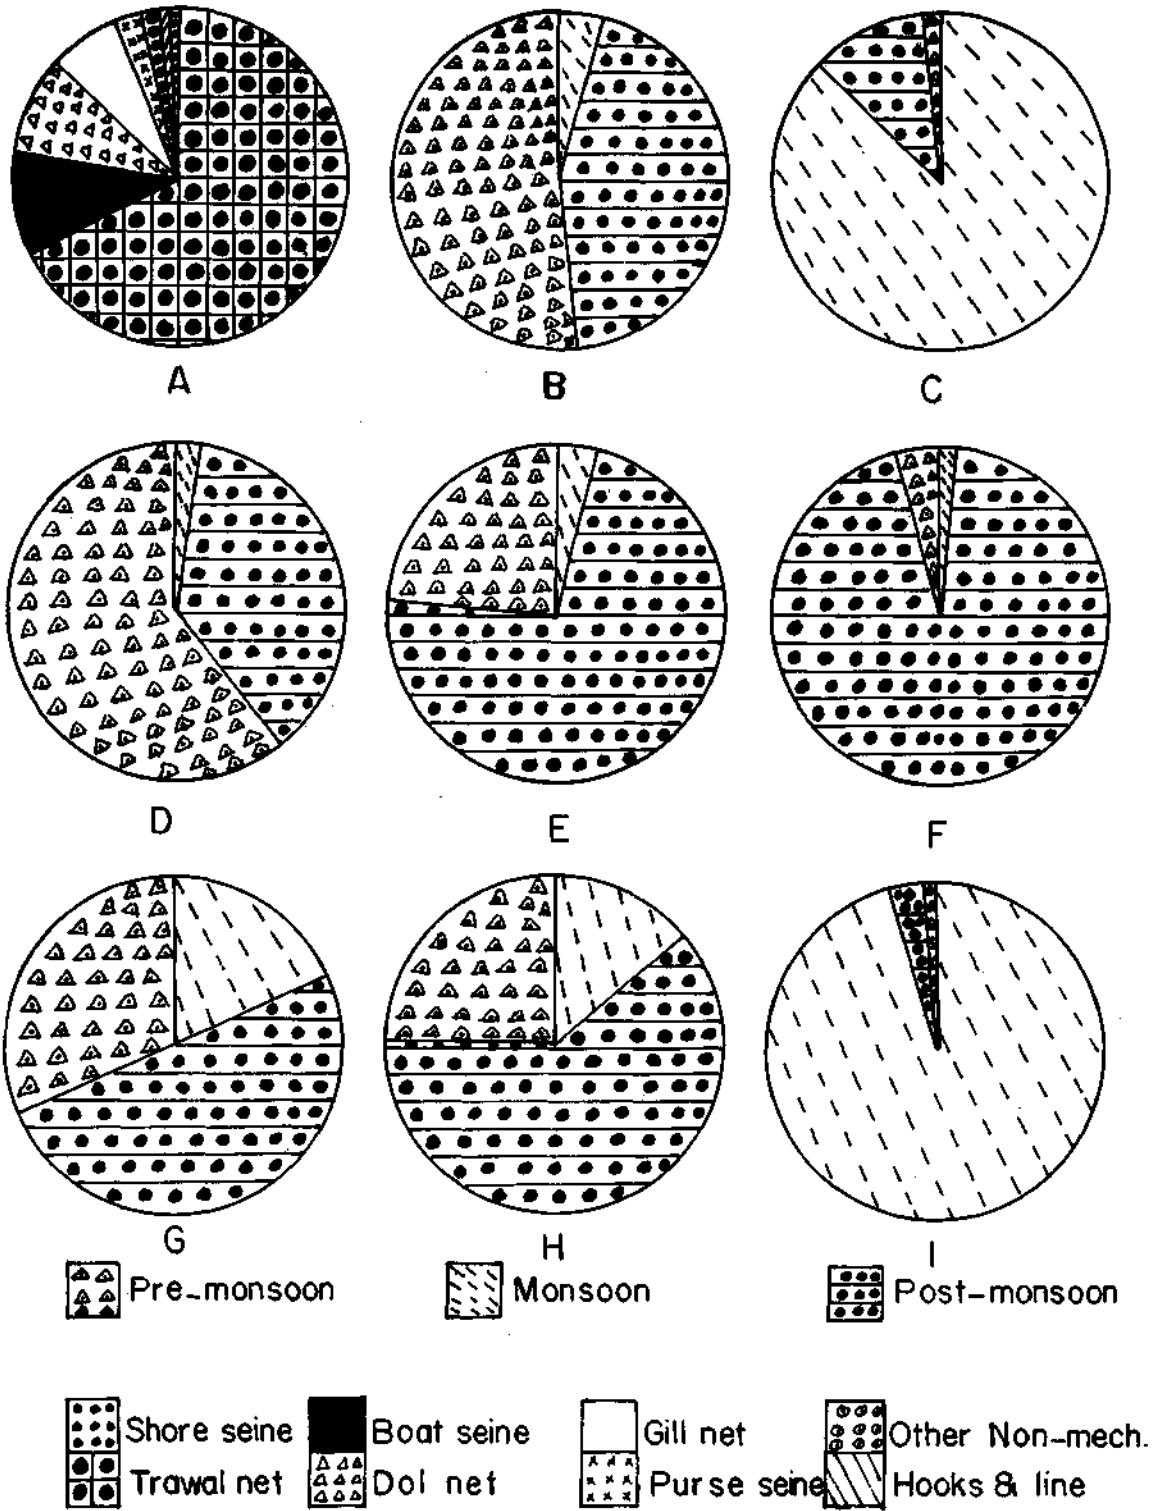 A B C
D E F
G H I
Pre-monsoon Monsoon Post-monsoon
Shore seine Boat seine Gill net Other Non-mech.
Trawal net Dol net Purse seine Hooks & line